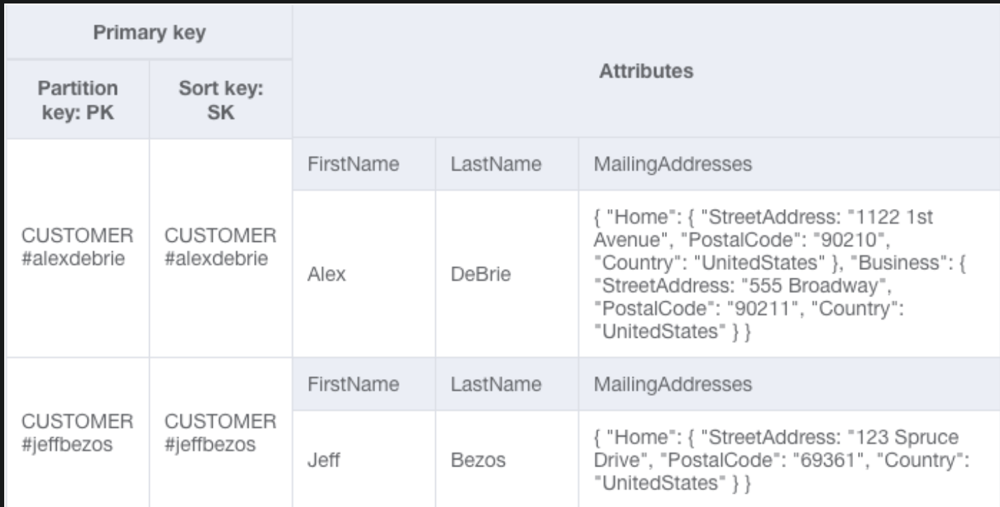 Primary key
Attributes
Partition
key: PK
Sort key:
SK
FirstName
LastName
MailingAddresses
CUSTOMER
#alexdebrie
CUSTOMER
#alexdebrie
Alex
DeBrie
{ "Home": { "StreetAddress: "1122 1st
Avenue", "PostalCode": "90210",
"Country": "UnitedStates" }, "Business": {
"StreetAddress: "555 Broadway",
"PostalCode": "90211", "Country":
"UnitedStates" } }
FirstName
LastName
MailingAddresses
CUSTOMER
#jeffbezos
CUSTOMER
#jeffbezos
Jeff
Bezos
{ "Home": { "StreetAddress: "123 Spruce
Drive", "PostalCode": "69361", "Country":
"UnitedStates" } }